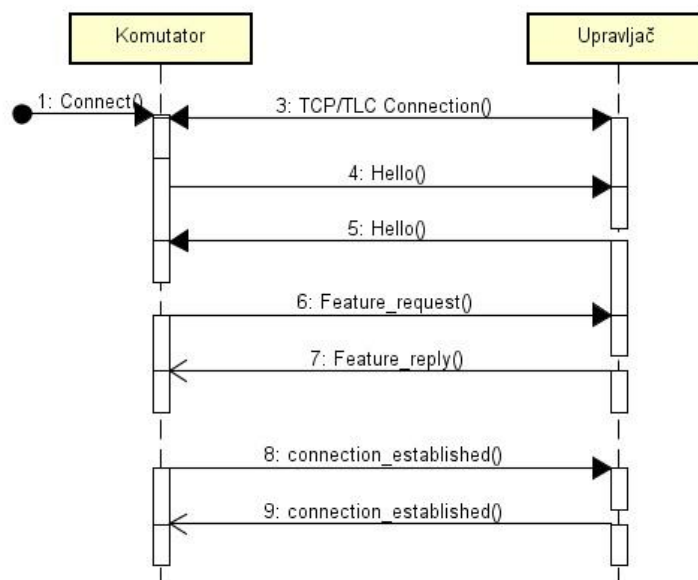 Komutator
Upravljač
1: Connect()
3: TCP/TLC Connection()
4: Hello()
5: Hello()
6: Feature_request()
7: Feature_reply()
8: connection_established()
9: connection_established()